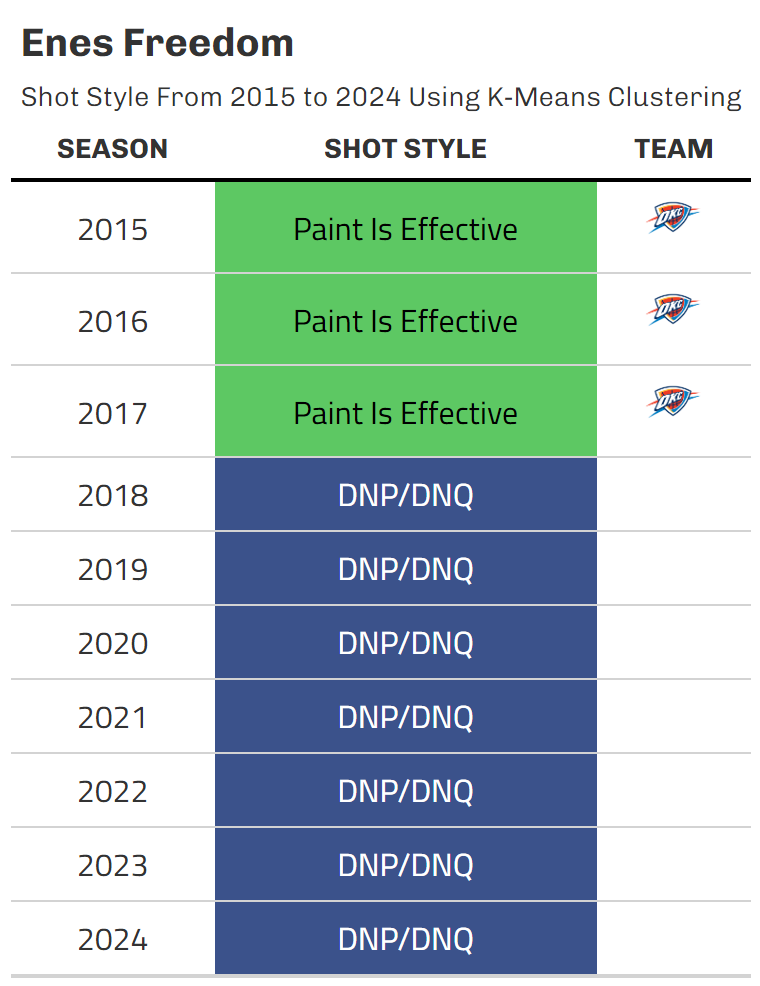 Enes Freedom
Shot Style From 2015 to 2024 Using K-Means Clustering
SEASON SHOT STYLE TEAM
2015 Paint Is Effective OKC
2016 Paint Is Effective OKC
2017 Paint Is Effective OKC
2018 DNP/DNQ
2019 DNP/DNQ
2020 DNP/DNQ
2021 DNP/DNQ
2022 DNP/DNQ
2023 DNP/DNQ
2024 DNP/DNQ